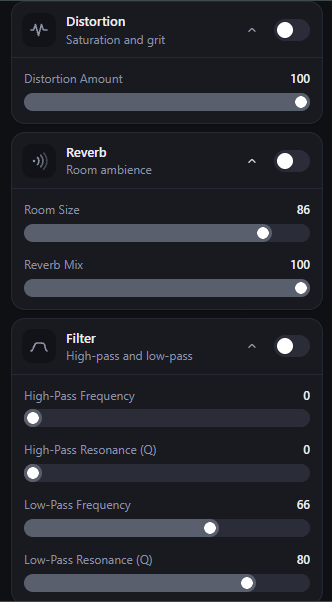 Distortion
Saturation and grit
Distortion Amount 100
Reverb
Room ambience
Room Size 86
Reverb Mix 100
Filter
High-pass and low-pass
High-Pass Frequency 0
High-Pass Resonance (Q) 0
Low-Pass Frequency 66
Low-Pass Resonance (Q) 80